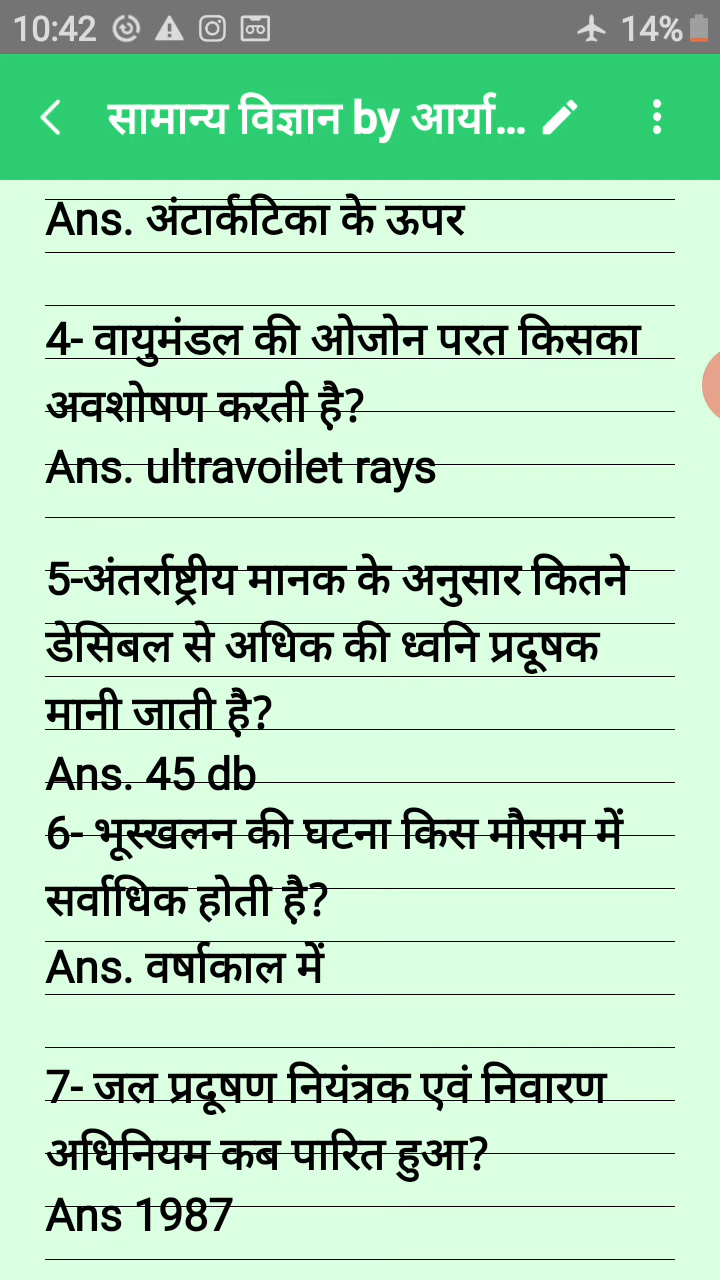 10:42 14%
सामान्य विज्ञान by आर्या...
Ans. अंटार्कटिका के ऊपर
4- वायुमंडल की ओजोन परत किसका
अवशोषण करती है?
Ans. ultravoilet rays
5-अंतर्राष्ट्रीय मानक के अनुसार कितने
डेसिबल से अधिक की ध्वनि प्रदूषक
मानी जाती है?
Ans. 45 db
6- भूस्खलन की घटना किस मौसम में
सर्वाधिक होती है?
Ans. वर्षाकाल में
7- जल प्रदूषण नियंत्रक एवं निवारण
अधिनियम कब पारित हुआ?
Ans 1987